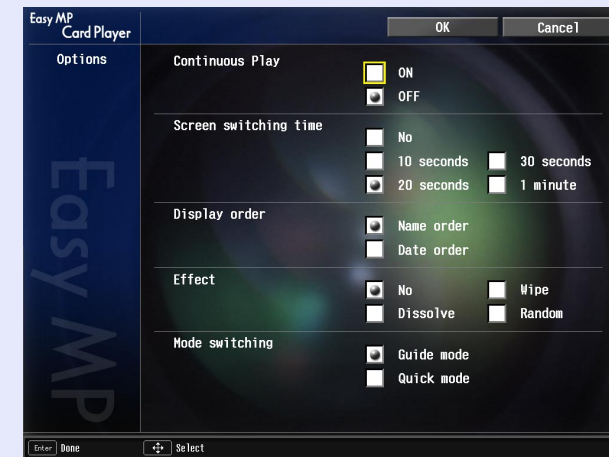 Easy MP
Card Player
OK
Cancel
Options
Continuous Play
ON
OFF
Screen switching time
No
10 seconds
30 seconds
20 seconds
1 minute
Display order
Name order
Date order
Effect
No
Wipe
Dissolve
Random
Mode switching
Guide mode
Quick mode
Easy MP
Enter Done
Select